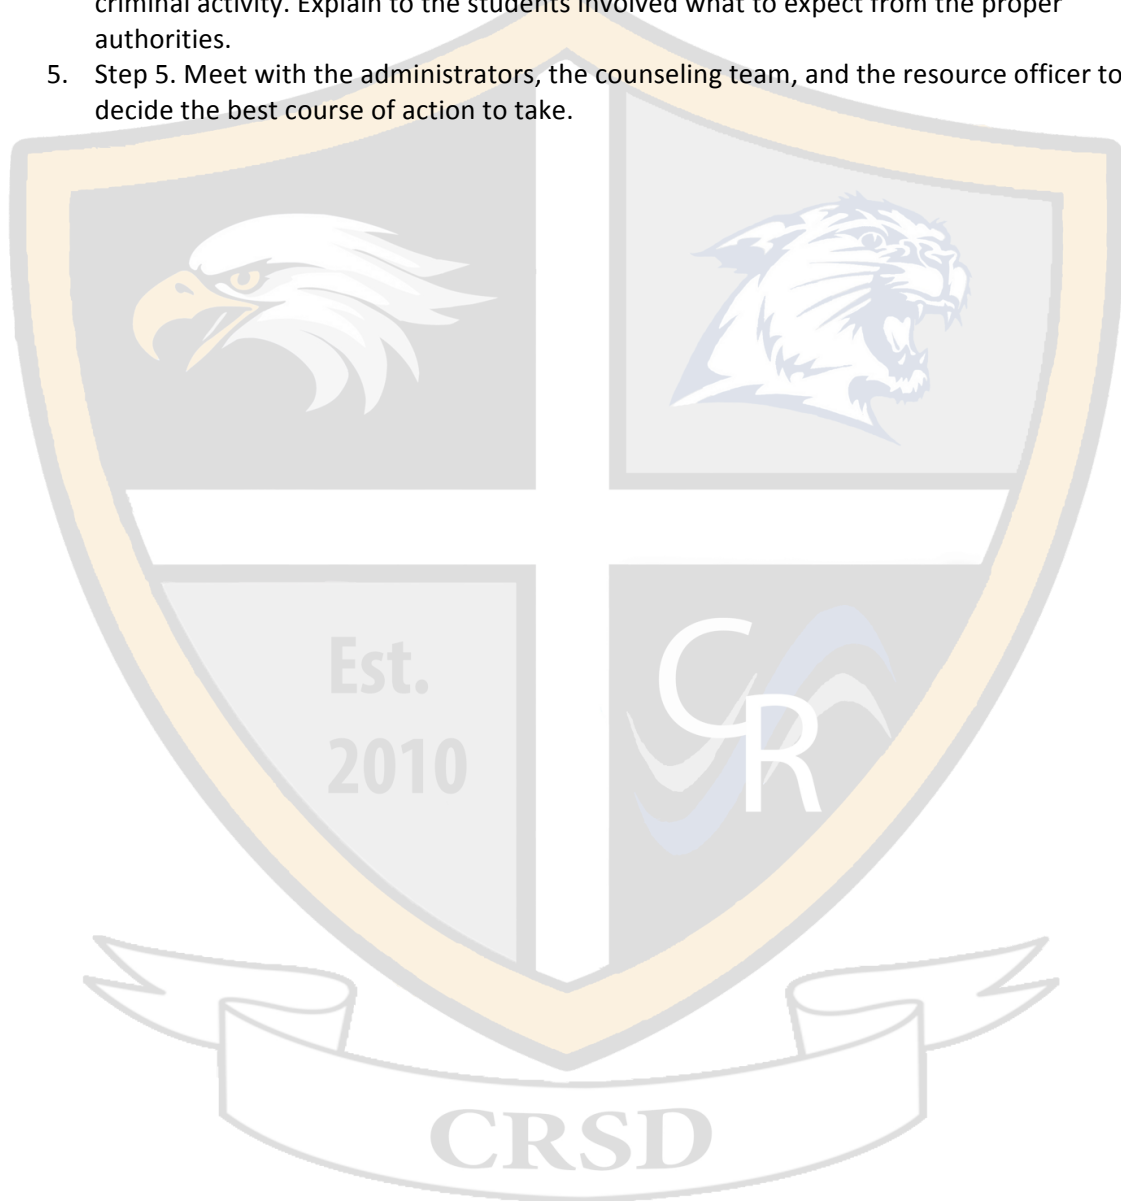 criminal activity. Explain to the students involved what to expect from the proper
authorities.
5. Step 5. Meet with the administrators, the counseling team, and the resource officer to
decide the best course of action to take.
Est.
2010
CR
CRSD